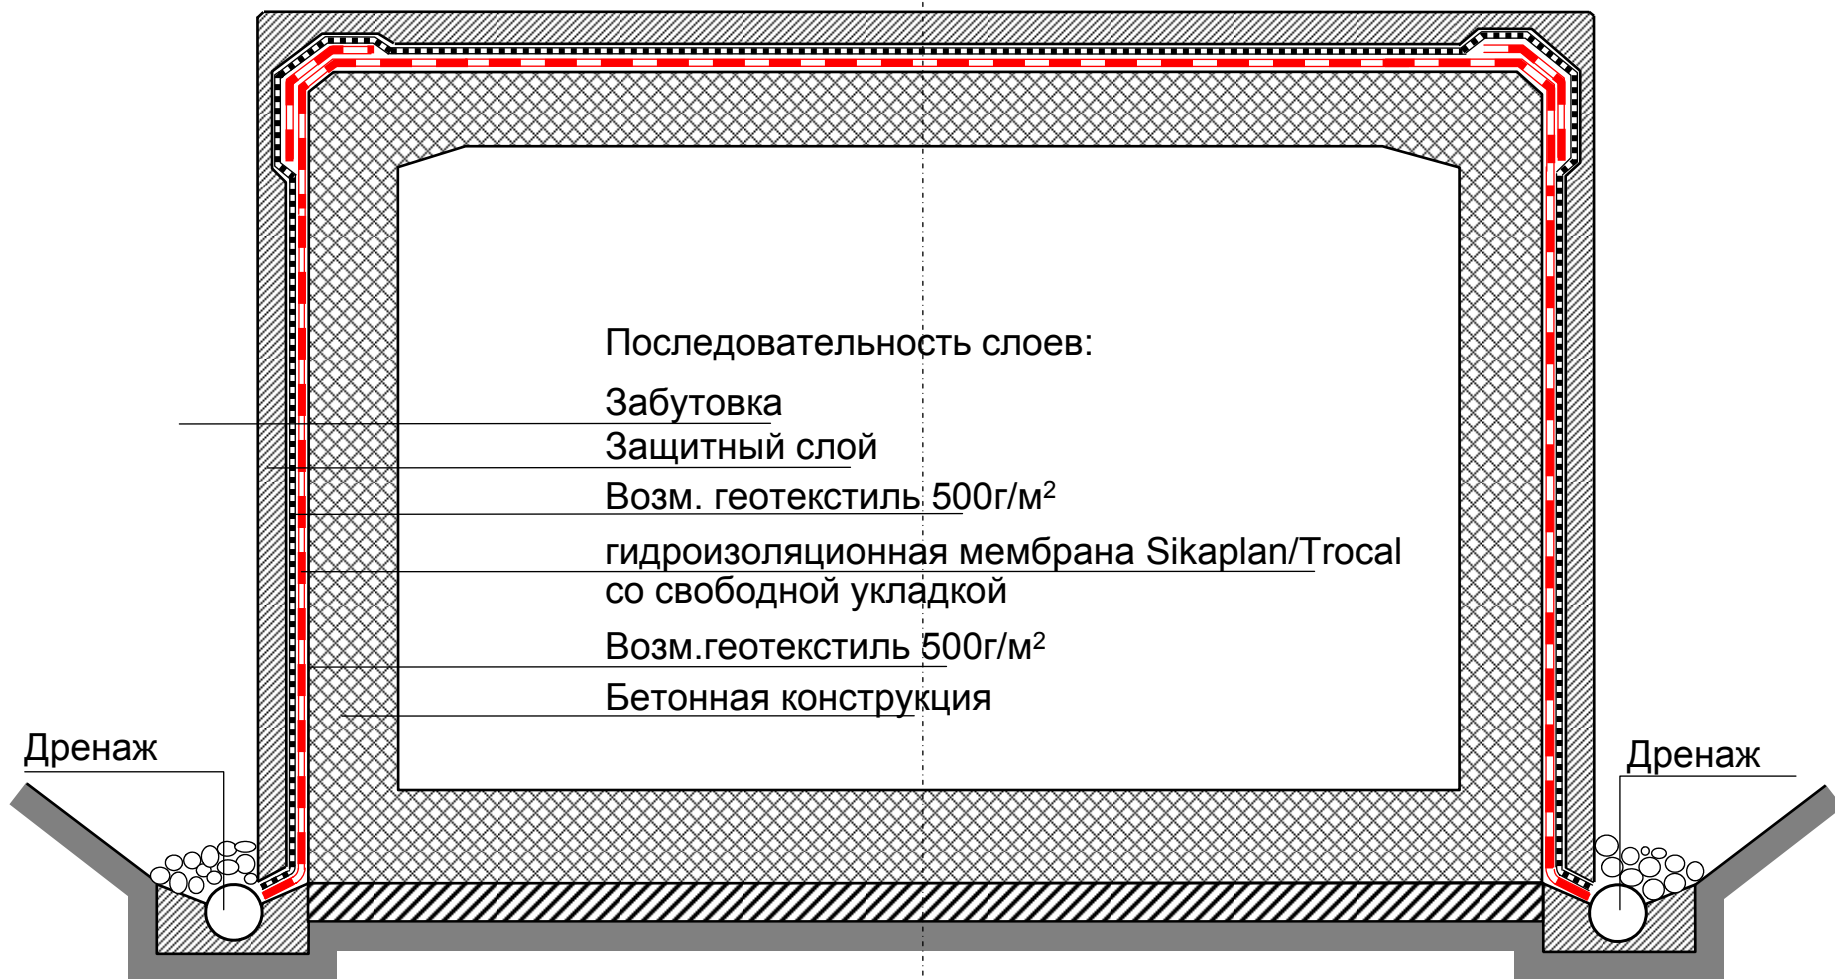 Последовательность слоев:
Забутовка
Защитный слой
Возм. геотекстиль 500г/м²
гидроизоляционная мембрана Sikaplan/Trocal
со свободной укладкой
Возм.геотекстиль 500г/м²
Бетонная конструкция
Дренаж
Дренаж